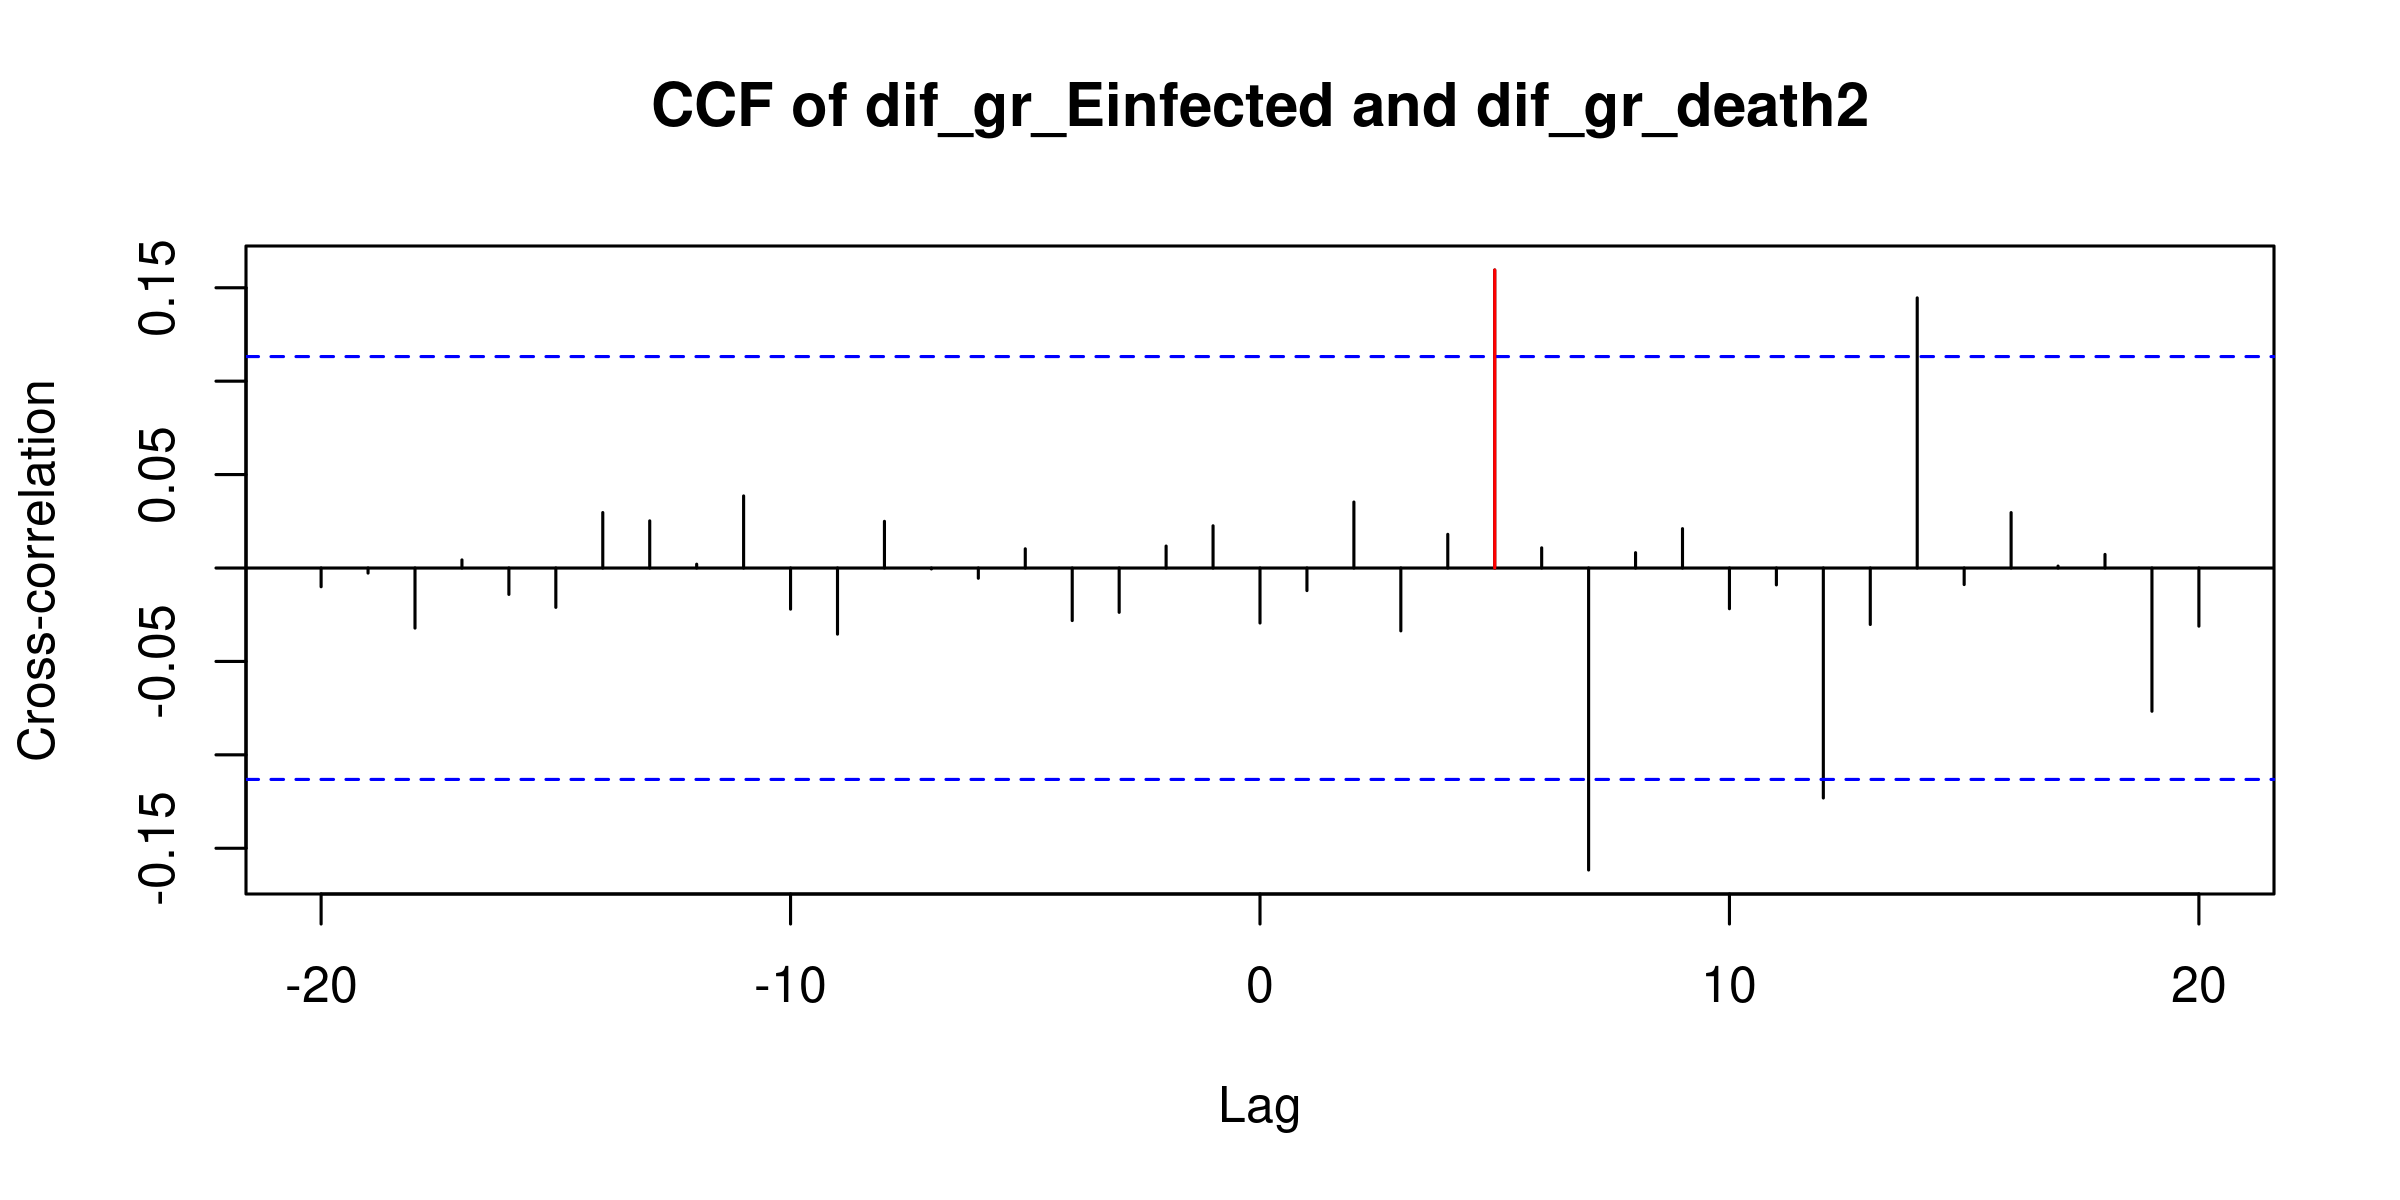 CCF of dif_gr_Einfected and dif_gr_death2
Cross-correlation
0.15
0.05
-0.05
-0.15
-20 -10 0 10 20
Lag